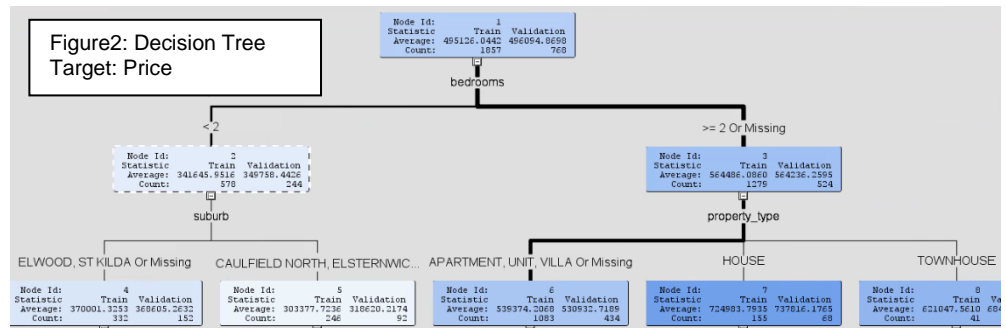 Figure2: Decision Tree
Target: Price
Node Id: 1
Statistic Train Validation
Average: 495126.0442 496094.8698
Count: 1857 768
bedrooms
< 2
>= 2 Or Missing
Node Id: 2
Statistic Train Validation
Average: 341645.9516 349758.4426
Count: 578 244
Node Id: 3
Statistic Train Validation
Average: 564486.0860 564236.2595
Count: 1279 524
suburb
property_type
ELWOOD, ST KILDA Or Missing
CAULFIELD NORTH, ELSTERNWIC...
APARTMENT, UNIT, VILLA Or Missing
HOUSE
TOWNHOUSE
Node Id: 4
Statistic Train Validation
Average: 370001.3253 368605.2632
Count: 332 152
Node Id: 5
Statistic Train Validation
Average: 303377.7236 318620.2174
Count: 246 92
Node Id: 6
Statistic Train Validation
Average: 539374.2068 530932.7189
Count: 1083 434
Node Id: 7
Statistic Train Validation
Average: 724983.7935 737816.1765
Count: 155 68
Node Id: 8
Statistic Train
Average: 621047.5610
Count: 41